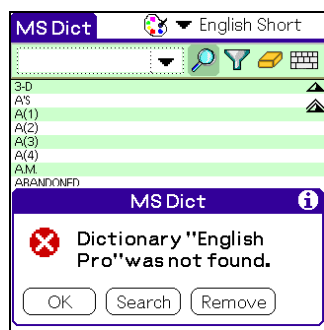 MS Dict English Short
3-D
A'S
A(1)
A(2)
A(3)
A(4)
A.M.
ABANDONED
MS Dict
Dictionary "English
Pro"was not found.
OK Search Remove